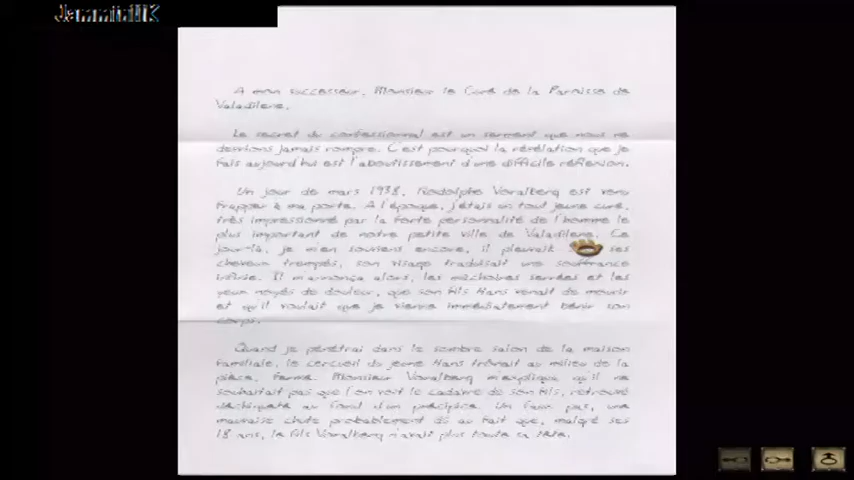 JamminHK
A mon successeur, Monsieur le Curé de la Paroisse de
Valadilène.
Le secret du confessionnal est un serment que nous ne
devrions jamais rompre. C'est pourquoi la révélation que je
fais aujourd'hui est l'aboutissement d'une difficile réflexion.
Un jour de mars 1938, Rodolphe Voralberg est venu
frapper à ma porte. A l'époque, j'étais un tout jeune curé,
très impressionné par la forte personnalité de l'homme le
plus important de notre petite ville de Valadilène. Ce
jour-là, je m'en souviens encore, il pleuvait ses
cheveux trempés, son visage traduisait une souffrance
infinie. Il m'annonça alors, les mâchoires serrées et les
yeux noyés de douleur, que son fils Hans venait de mourir
et qu'il voulait que je vienne immédiatement bénir son
corps.
Quand je pénétrai dans le sombre salon de la maison
familiale, le cercueil du jeune Hans trônait au milieu de la
pièce, fermé. Monsieur Voralberg m'expliqua qu'il ne
souhaitait pas que l'on voit le cadavre de son fils, retrouvé
déchiqueté au fond d'un précipice. Un faux pas, une
mauvaise chute probablement dû au fait que, malgré ses
18 ans, le fils Voralberg n'avait plus toute sa tête.